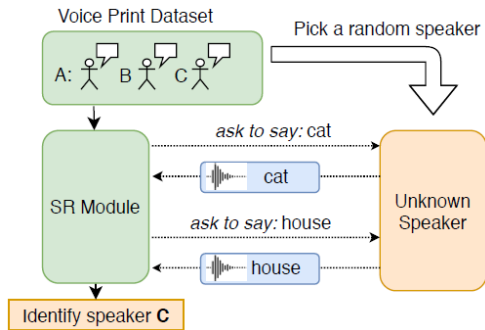 Voice Print Dataset
Pick a random speaker
A: B C
ask to say: cat
cat
SR Module
Unknown
Speaker
ask to say: house
house
Identify speaker C